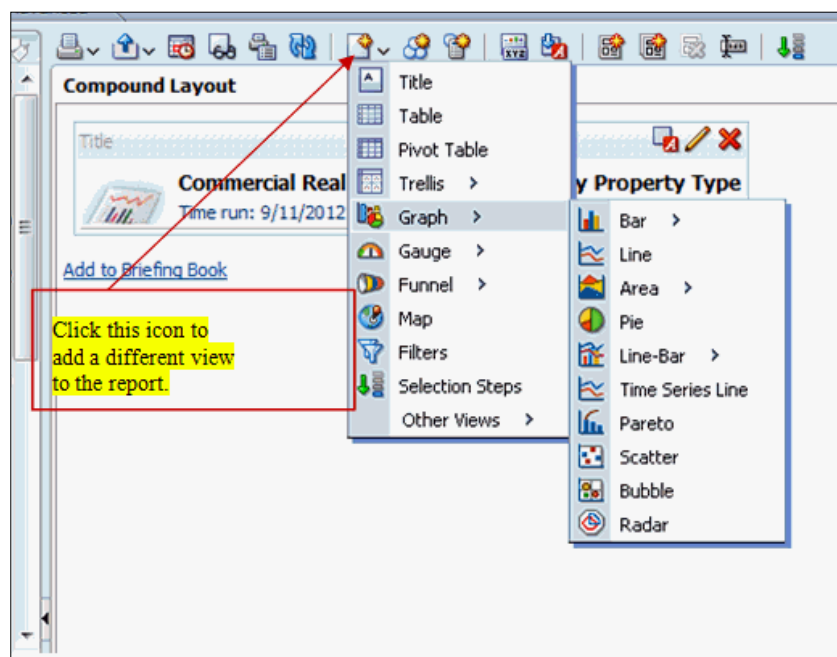 XYZ
Compound Layout
Title
Commercial Real
y Property Type
Time run: 9/11/2012
Add to Briefing Book
Click this icon to
add a different view
to the report.
Title
Table
Pivot Table
Trellis >
Graph >
Gauge >
Funnel >
Map
Filters
Selection Steps
Other Views >
Bar >
Line
Area >
Pie
Line-Bar >
Time Series Line
Pareto
Scatter
Bubble
Radar